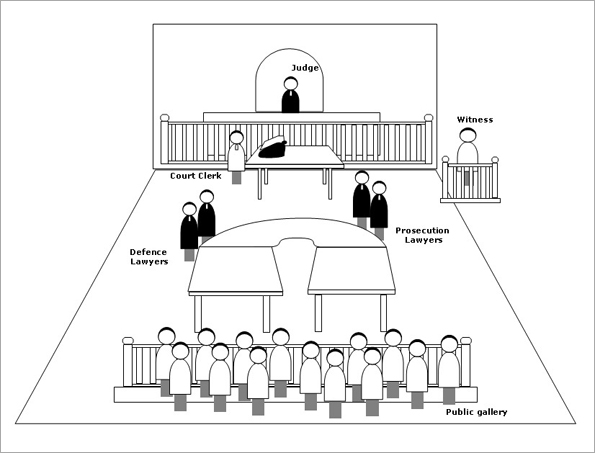 Judge
Witness
Court Clerk
Prosecution
Lawyers
Defence
Lawyers
Public gallery